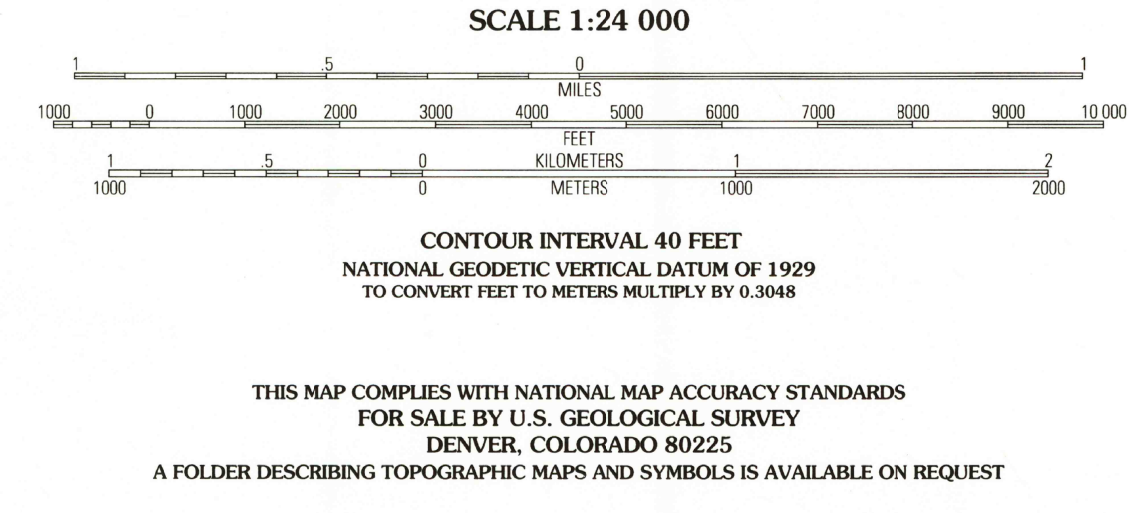 SCALE 1:24 000
1 .5 0 1
MILES
1000 0 1000 2000 3000 4000 5000 6000 7000 8000 9000 10 000
FEET
1 .5 0 KILOMETERS 1 2
1000 0 METERS 1000 2000
CONTOUR INTERVAL 40 FEET
NATIONAL GEODETIC VERTICAL DATUM OF 1929
TO CONVERT FEET TO METERS MULTIPLY BY 0.3048
THIS MAP COMPLIES WITH NATIONAL MAP ACCURACY STANDARDS
FOR SALE BY U.S. GEOLOGICAL SURVEY
DENVER, COLORADO 80225
A FOLDER DESCRIBING TOPOGRAPHIC MAPS AND SYMBOLS IS AVAILABLE ON REQUEST